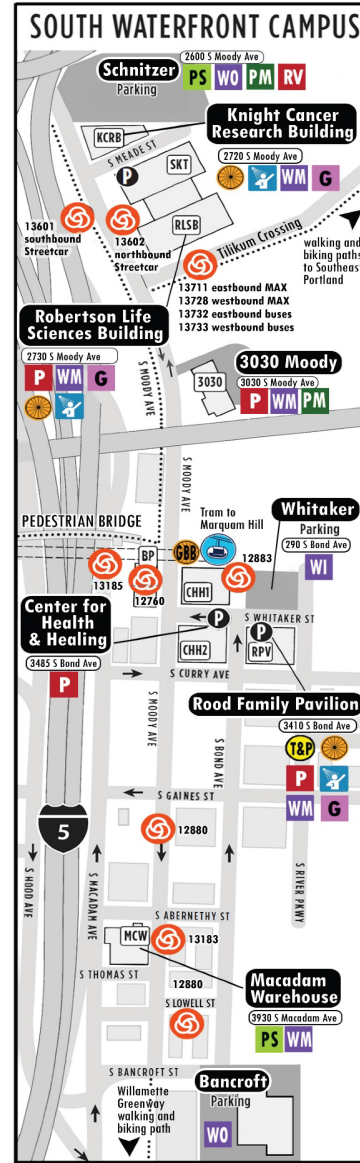 SOUTH WATERFRONT CAMPUS
2600 S Moody Ave
Schnitzer
Parking
PS WO PM RV
KCRB
Knight Cancer
Research Building
2720 S Moody Ave
WM G
S MEADE ST
SKT
P
RLSB
Tilikum Crossing
13601
southbound
Streetcar
13602
northbound
Streetcar
walking and
biking paths
to Southeast
Portland
13711 eastbound MAX
13728 westbound MAX
13732 eastbound buses
13733 westbound buses
Robertson Life
Sciences Building
2730 S Moody Ave
P WM G
S MOODY AVE
3030 Moody
3030
3030 S Moody Ave
P WM PM
S MOODY AVE
Tram to
Marquam Hill
Whitaker
Parking
290 S Bond Ave
WI
PEDESTRIAN BRIDGE
BP
GBB
12883
13185
12760
CHH1
Center for
Health
& Healing
3485 S Bond Ave
P
P
S WHITAKER ST
P
CHH2
RPV
S CURRY AVE
Rood Family Pavilion
3410 S Bond Ave
T&P
P
WM G
S MOODY AVE
S BOND AVE
S GAINES ST
5
12880
S HOOD AVE
S MACADAM AVE
S RIVER PKWY
S ABERNETHY ST
MCW
13183
S THOMAS ST
12880
Macadam
Warehouse
3930 S Macadam Ave
PS WM
S LOWELL ST
S BANCROFT ST
Willamette
Greenway
walking and
biking path
Bancroft
Parking
WO